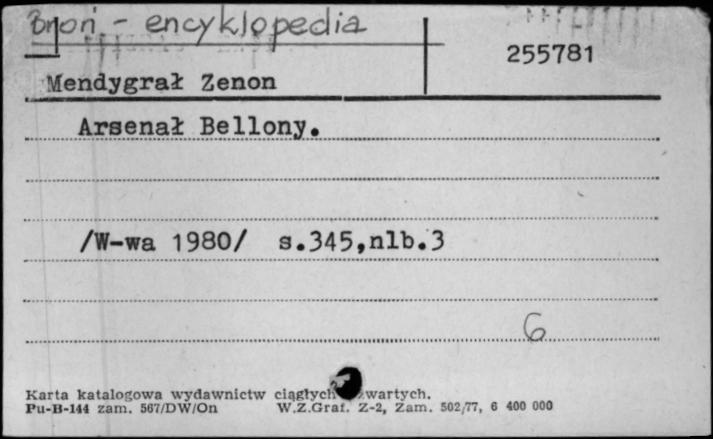 Broń - encyklopedia
255781
Mendygrał Zenon
Arsenał Bellony.
/W-wa 1980/ s.345,nlb.3
6
Karta katalogowa wydawnictw ciągłych zwartych.
Pu-B-144 zam. 567/DW/On W.Z.Graf. Z-2, Zam. 502/77, 6 400 000